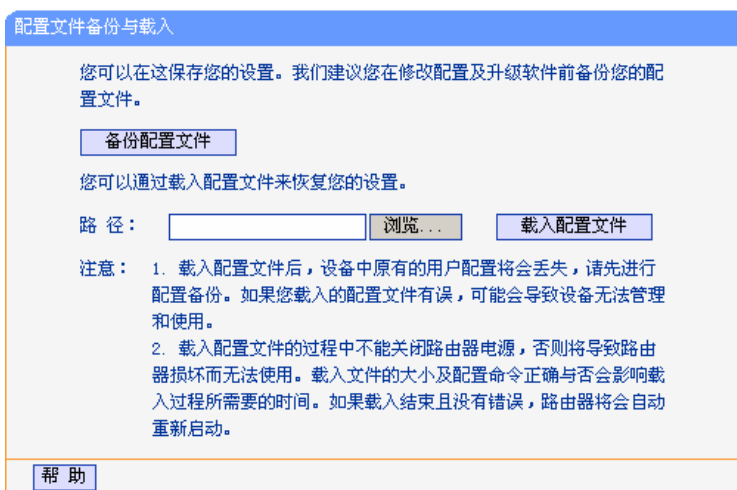 配置文件备份与载入
您可以在这保存您的设置。我们建议您在修改配置及升级软件前备份您的配
置文件。
备份配置文件
您可以通过载入配置文件来恢复您的设置。
路 径： 浏览... 载入配置文件
注意： 1. 载入配置文件后，设备中原有的用户配置将会丢失，请先进行
配置备份。如果您载入的配置文件有误，可能会导致设备无法管理
和使用。
2. 载入配置文件的过程中不能关闭路由器电源，否则将导致路由
器损坏而无法使用。载入文件的大小及配置命令正确与否会影响载
入过程所需要的时间。如果载入结束且没有错误，路由器将会自动
重新启动。
帮 助